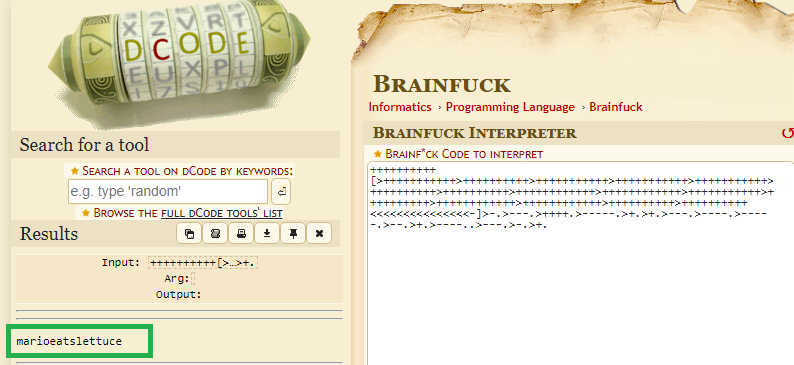 X Z V R T
DCODE
E U X P L
Search for a tool
★ Search a tool on dCode by keywords:
e.g. type 'random'
★ Browse the full dCode tools' list
Results
Input: ++++++++++[>…>+.
Arg:
Output:
marioeatslettuce
Brainfuck
Informatics › Programming Language › Brainfuck
Brainfuck Interpreter
★ Brainf*ck Code to interpret
++++++++++
[>+++++++++++>++++++++++>+++++++++++>+++++++++++>+++++++++++>
++++++++++>++++++++++>++++++++++++>++++++++++++>+++++++++++>+
+++++++++>++++++++++++>++++++++++++>++++++++++>++++++++++
<<<<<<<<<<<<<<<-]>-.>---.>++++.>-----.>+.>+.>---.>----.>----
-.>--.>+.>----..>---.>-.>+.